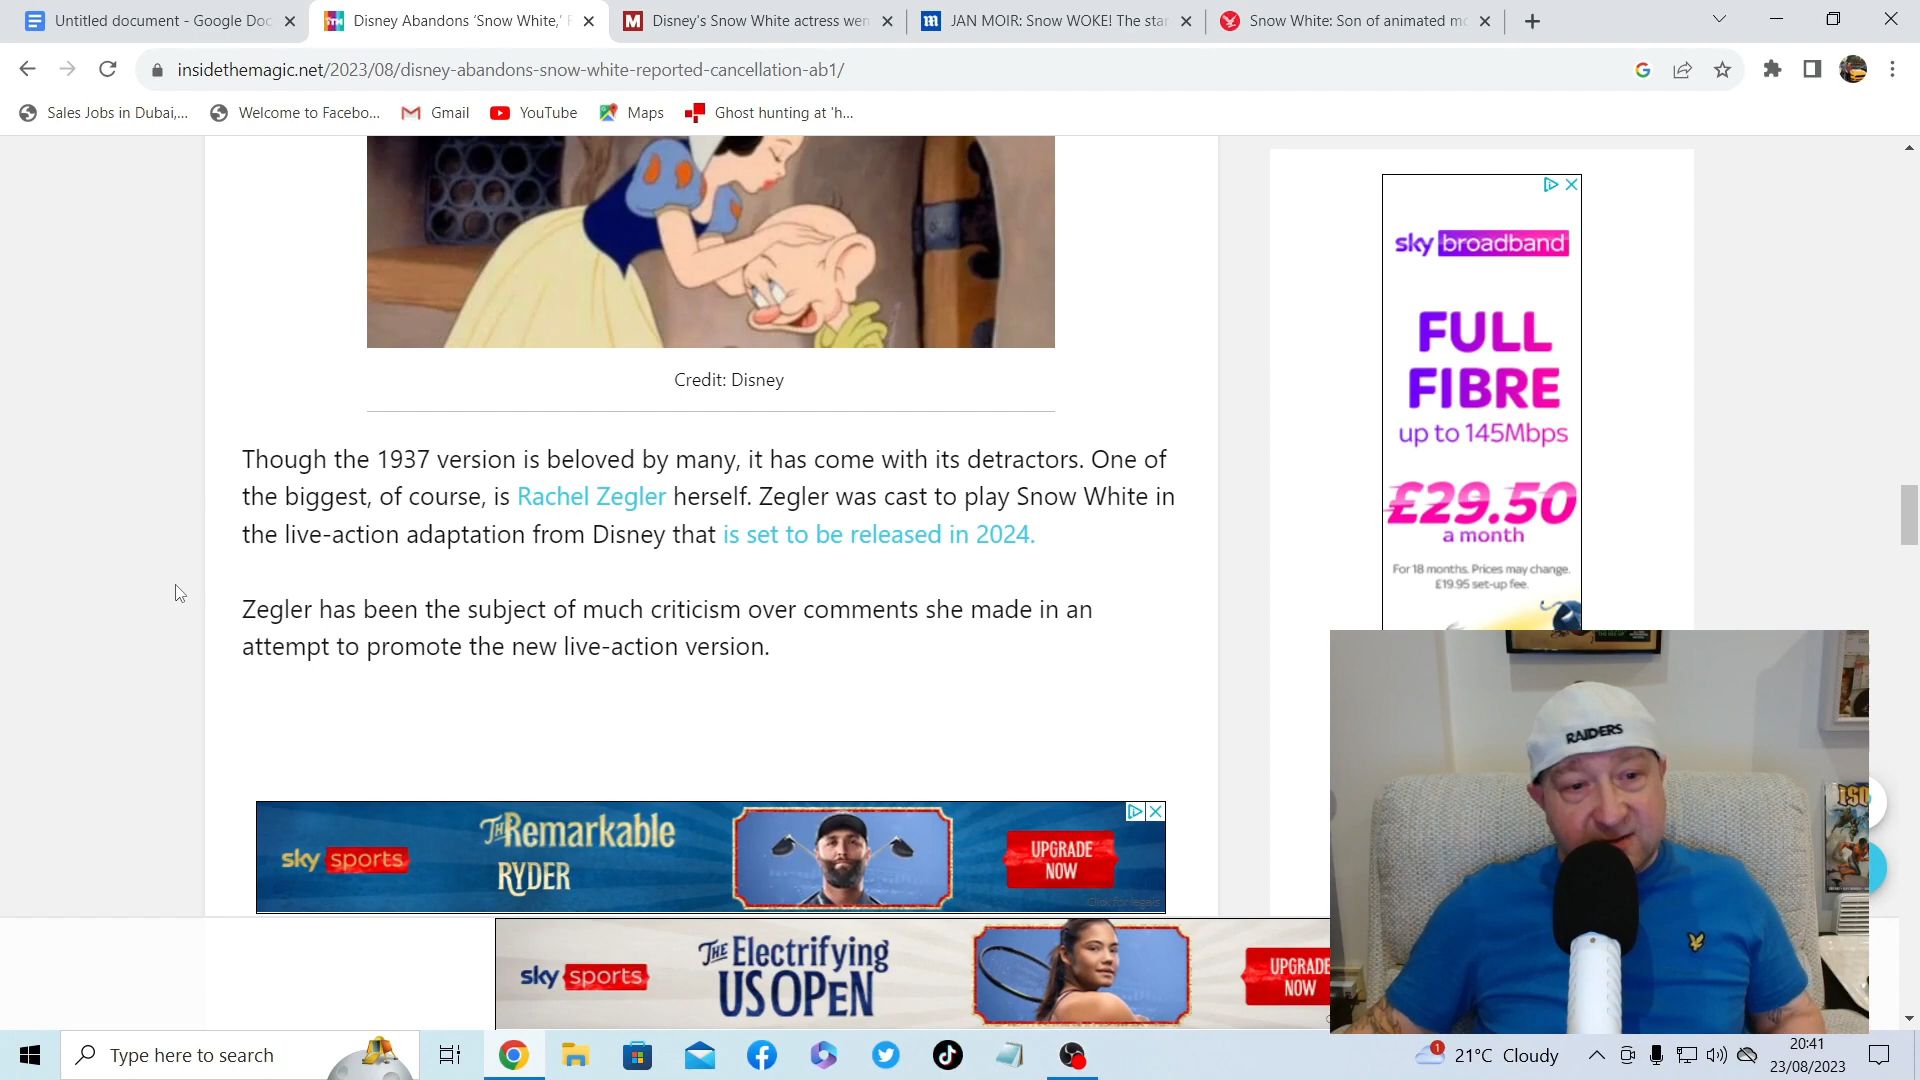 Untitled document - Google Doc
Disney Abandons ‘Snow White,’
Disney's Snow White actress wen
JAN MOIR: Snow WOKE! The star
Snow White: Son of animated mo
insidethemagic.net/2023/08/disney-abandons-snow-white-reported-cancellation-ab1/
Sales Jobs in Dubai,...
Welcome to Facebo...
Gmail
YouTube
Maps
Ghost hunting at 'h...
Credit: Disney
Though the 1937 version is beloved by many, it has come with its detractors. One of
the biggest, of course, is Rachel Zegler herself. Zegler was cast to play Snow White in
the live-action adaptation from Disney that is set to be released in 2024.
Zegler has been the subject of much criticism over comments she made in an
attempt to promote the new live-action version.
sky broadband
FULL
FIBRE
up to 145Mbps
£29.50
a month
For 18 months. Prices may change.
£19.95 set-up fee.
sky sports
THE Remarkable
RYDER
UPGRADE
NOW
Click for legals
sky sports
THE Electrifying
US OPEN
UPGRADE
NOW
RAIDERS
Type here to search
1
21°C Cloudy
20:41
23/08/2023